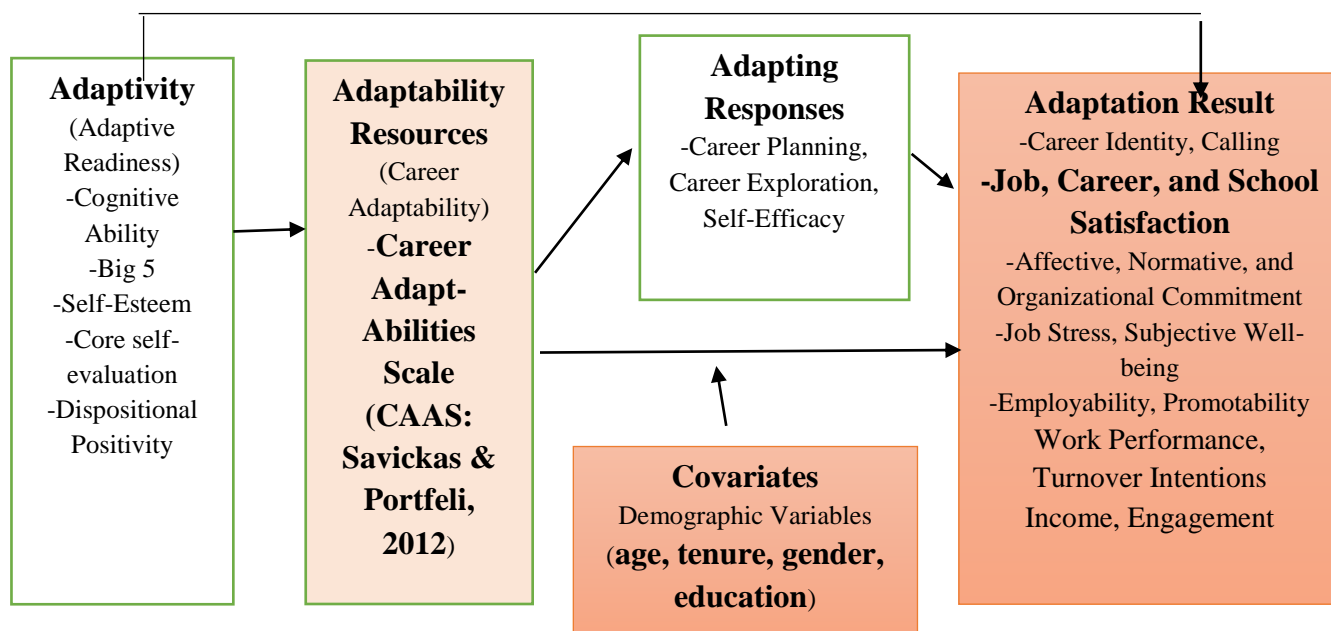 Adaptivity
(Adaptive
Readiness)
-Cognitive
Ability
-Big 5
-Self-Esteem
-Core self-
evaluation
-Dispositional
Positivity
Adaptability
Resources
(Career
Adaptability)
-Career
Adapt-
Abilities
Scale
(CAAS:
Savickas &
Portfeli,
2012)
Adapting
Responses
-Career Planning,
Career Exploration,
Self-Efficacy
Covariates
Demographic Variables
(age, tenure, gender,
education)
Adaptation Result
-Career Identity, Calling
-Job, Career, and School
Satisfaction
-Affective, Normative, and
Organizational Commitment
-Job Stress, Subjective Well-
being
-Employability, Promotability
Work Performance,
Turnover Intentions
Income, Engagement